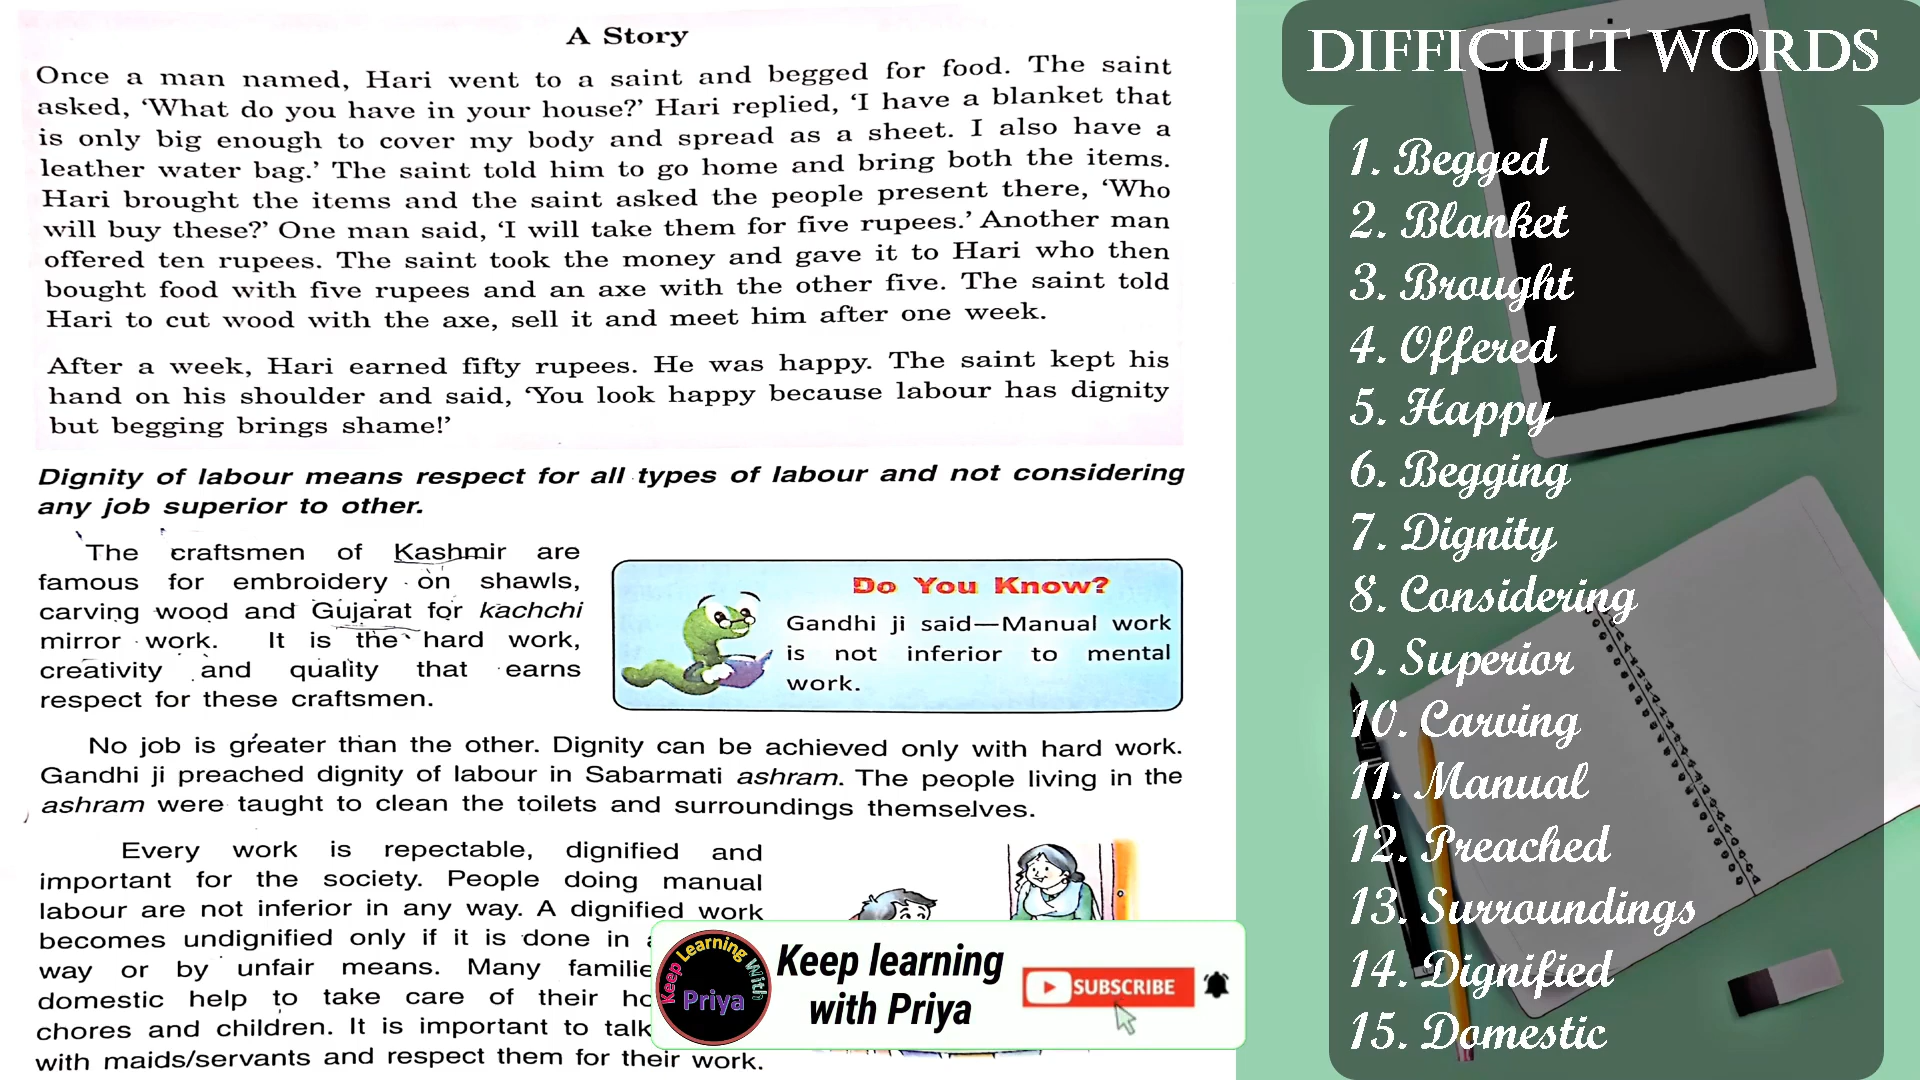 A Story
Once a man named, Hari went to a saint and begged for food. The saint
asked, ‘What do you have in your house?’ Hari replied, ‘I have a blanket that
is only big enough to cover my body and spread as a sheet. I also have a
leather water bag.’ The saint told him to go home and bring both the items.
Hari brought the items and the saint asked the people present there, ‘Who
will buy these?’ One man said, ‘I will take them for five rupees.’ Another man
offered ten rupees. The saint took the money and gave it to Hari who then
bought food with five rupees and an axe with the other five. The saint told
Hari to cut wood with the axe, sell it and meet him after one week.
After a week, Hari earned fifty rupees. He was happy. The saint kept his
hand on his shoulder and said, ‘You look happy because labour has dignity
but begging brings shame!’
Dignity of labour means respect for all types of labour and not considering
any job superior to other.
The craftsmen of Kashmir are
famous for embroidery on shawls,
carving wood and Gujarat for kachchi
mirror work. It is the hard work,
creativity and quality that earns
respect for these craftsmen.
Do You Know?
Gandhi ji said—Manual work
is not inferior to mental
work.
No job is greater than the other. Dignity can be achieved only with hard work.
Gandhi ji preached dignity of labour in Sabarmati ashram. The people living in the
ashram were taught to clean the toilets and surroundings themselves.
Every work is repectable, dignified and
important for the society. People doing manual
labour are not inferior in any way. A dignified work
becomes undignified only if it is done in
way or by unfair means. Many
domestic help to take care of their
chores and children. It is important to talk
with maids/servants and respect them for their work.
Keep Learning With
Priya
Keep learning
with Priya
SUBSCRIBE
DIFFICULT WORDS
1. Begged
2. Blanket
3. Brought
4. Offered
5. Happy
6. Begging
7. Dignity
8. Considering
9. Superior
10. Carving
11. Manual
12. Preached
13. Surroundings
14. Dignified
15. Domestic